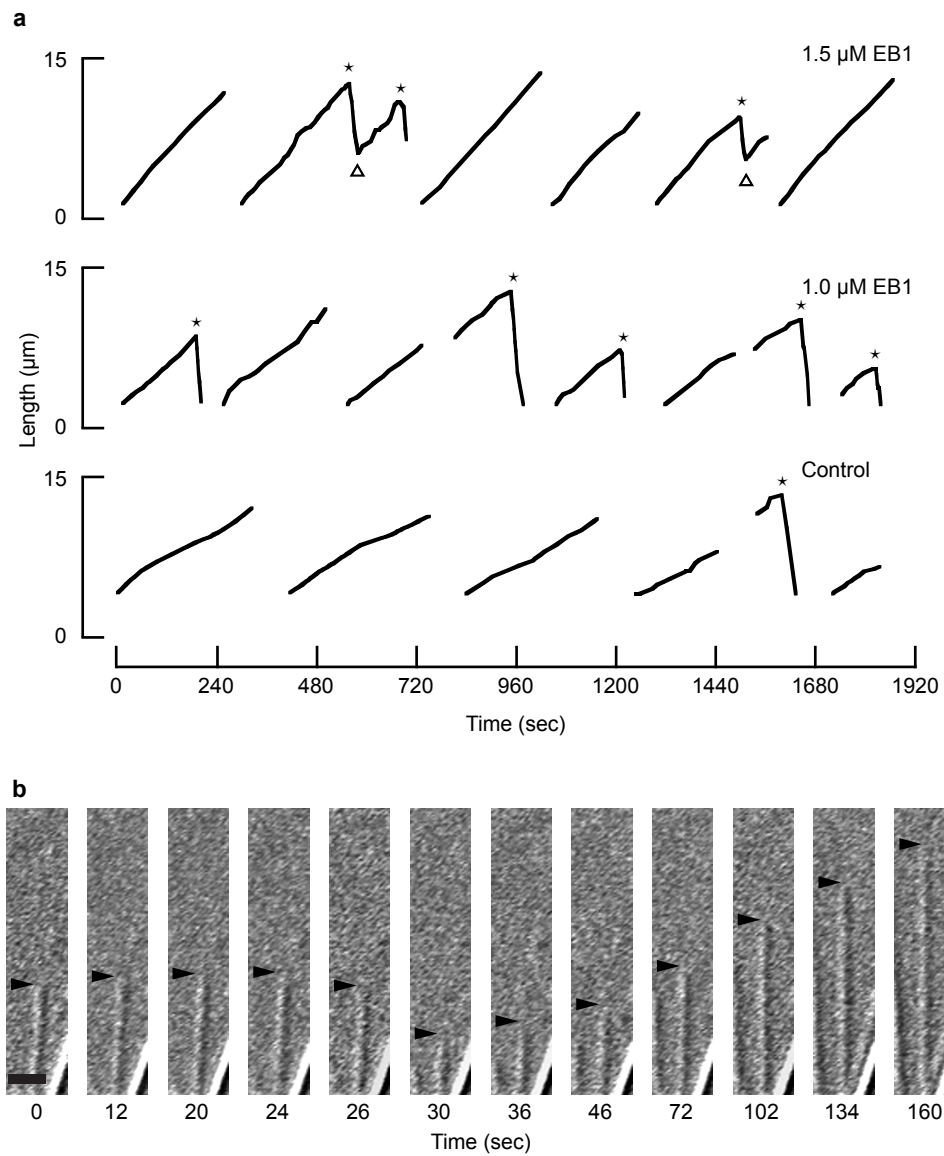 a
15
1.5 µM EB1
0
15
1.0 µM EB1
0
Length (µm)
15
Control
0
0 240 480 720 960 1200 1440 1680 1920
Time (sec)
b
0 12 20 24 26 30 36 46 72 102 134 160
Time (sec)